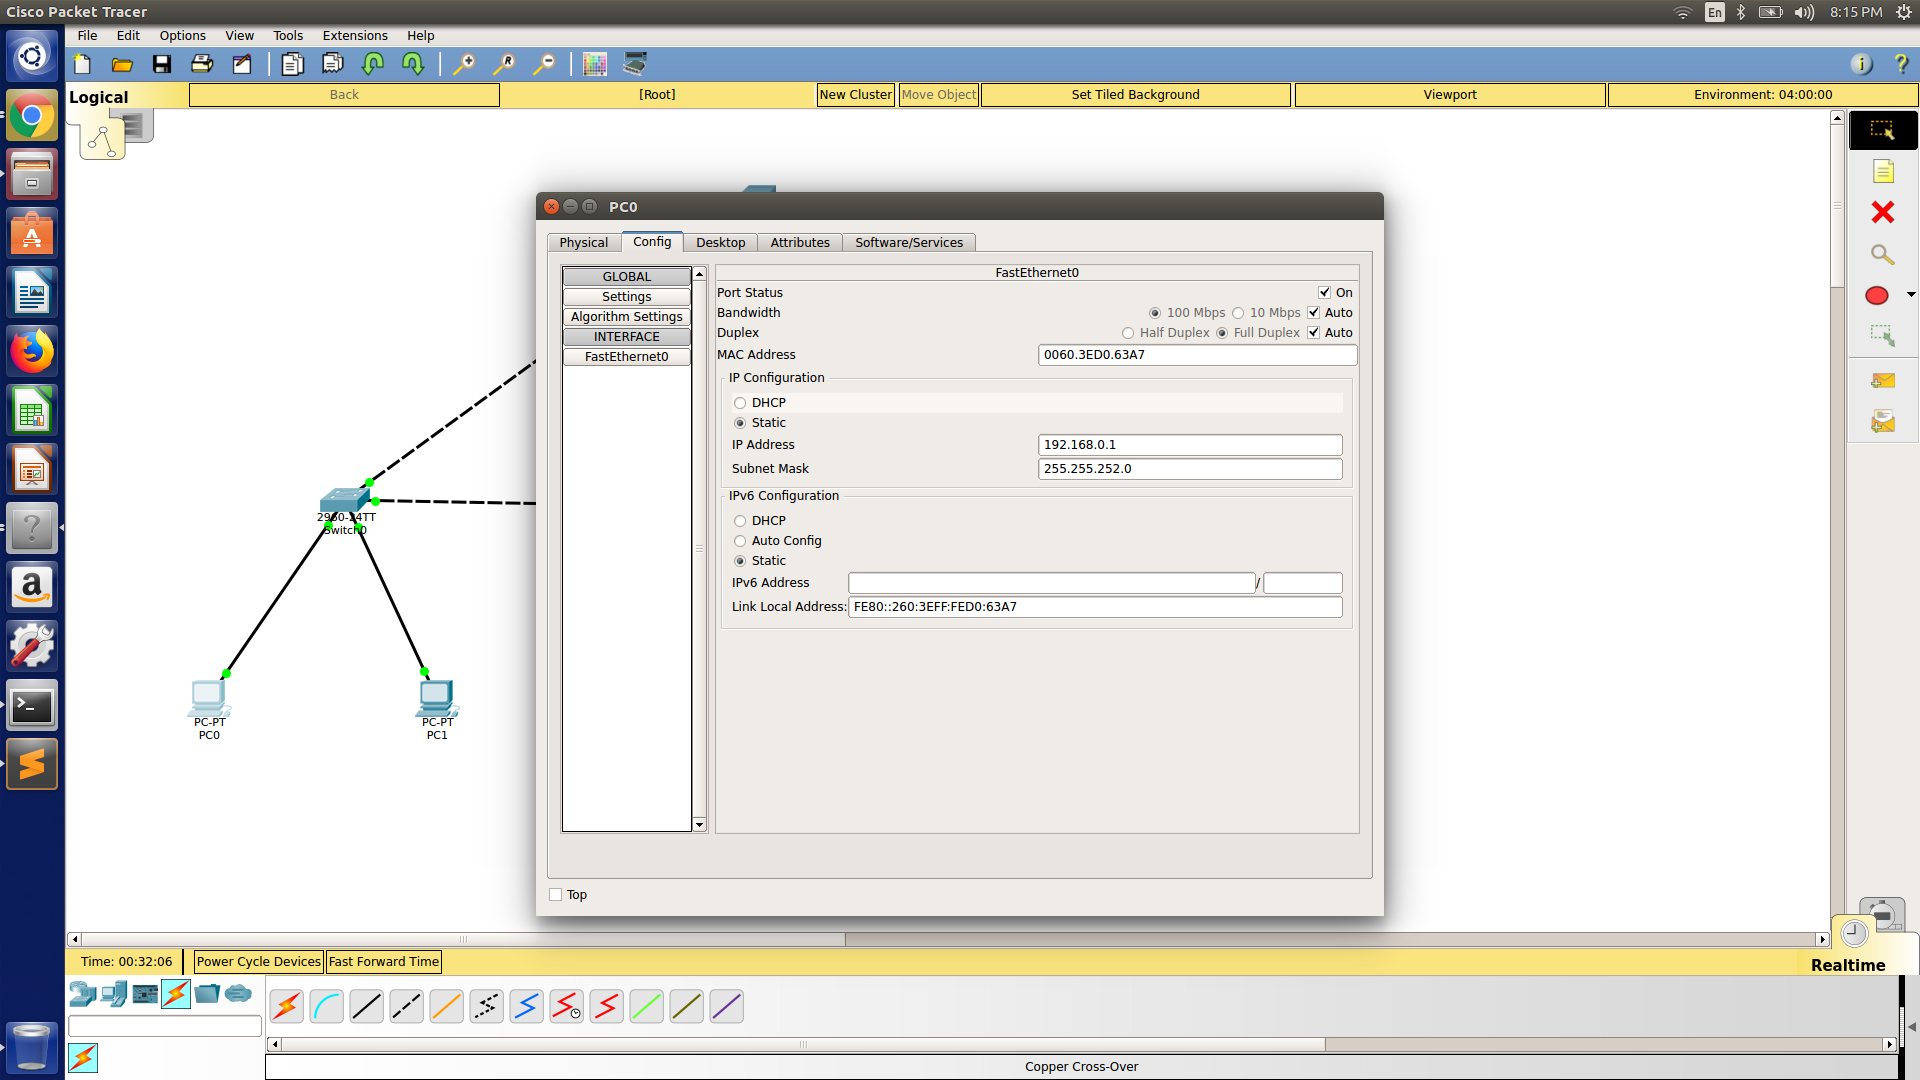 Cisco Packet Tracer
En
8:15 PM
File Edit Options View Tools Extensions Help
Logical
Back
[Root]
New Cluster
Move Object
Set Tiled Background
Viewport
Environment: 04:00:00
PC0
Physical Config Desktop Attributes Software/Services
GLOBAL
Settings
Algorithm Settings
INTERFACE
FastEthernet0
FastEthernet0
Port Status On
Bandwidth 100 Mbps 10 Mbps Auto
Duplex Half Duplex Full Duplex Auto
MAC Address 0060.3ED0.63A7
IP Configuration
DHCP
Static
IP Address 192.168.0.1
Subnet Mask 255.255.252.0
IPv6 Configuration
DHCP
Auto Config
Static
IPv6 Address /
Link Local Address: FE80::260:3EFF:FED0:63A7
Top
2960-24TT
Switch0
PC-PT
PC0
PC-PT
PC1
Time: 00:32:06
Power Cycle Devices
Fast Forward Time
Realtime
Copper Cross-Over